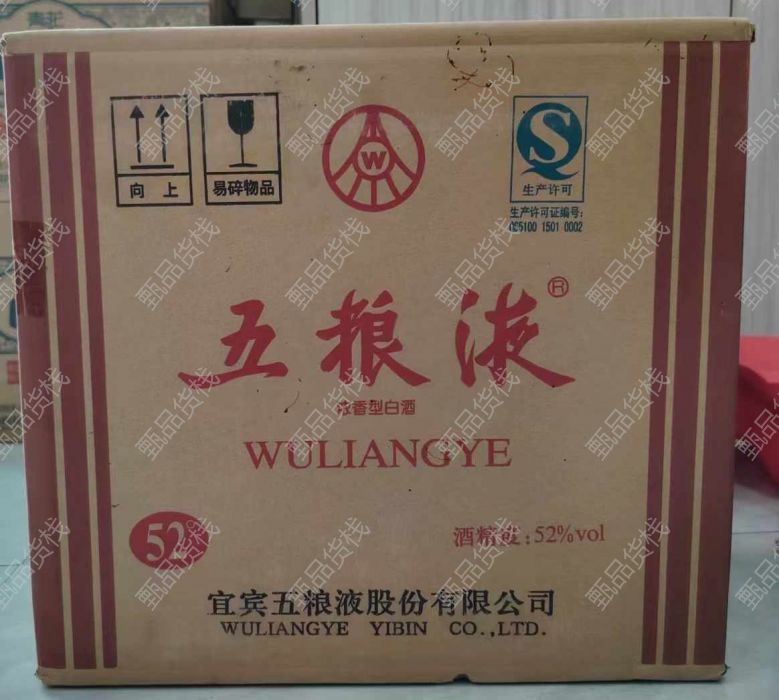 向 上
易碎物品
W
S
生产许可
生产许可证编号:
QS5100 1501 0002
五粮液®
浓香型白酒
WULIANGYE
52°
酒精度:52%vol
宜宾五粮液股份有限公司
WULIANGYE YIBIN CO.,LTD.
甄品货栈